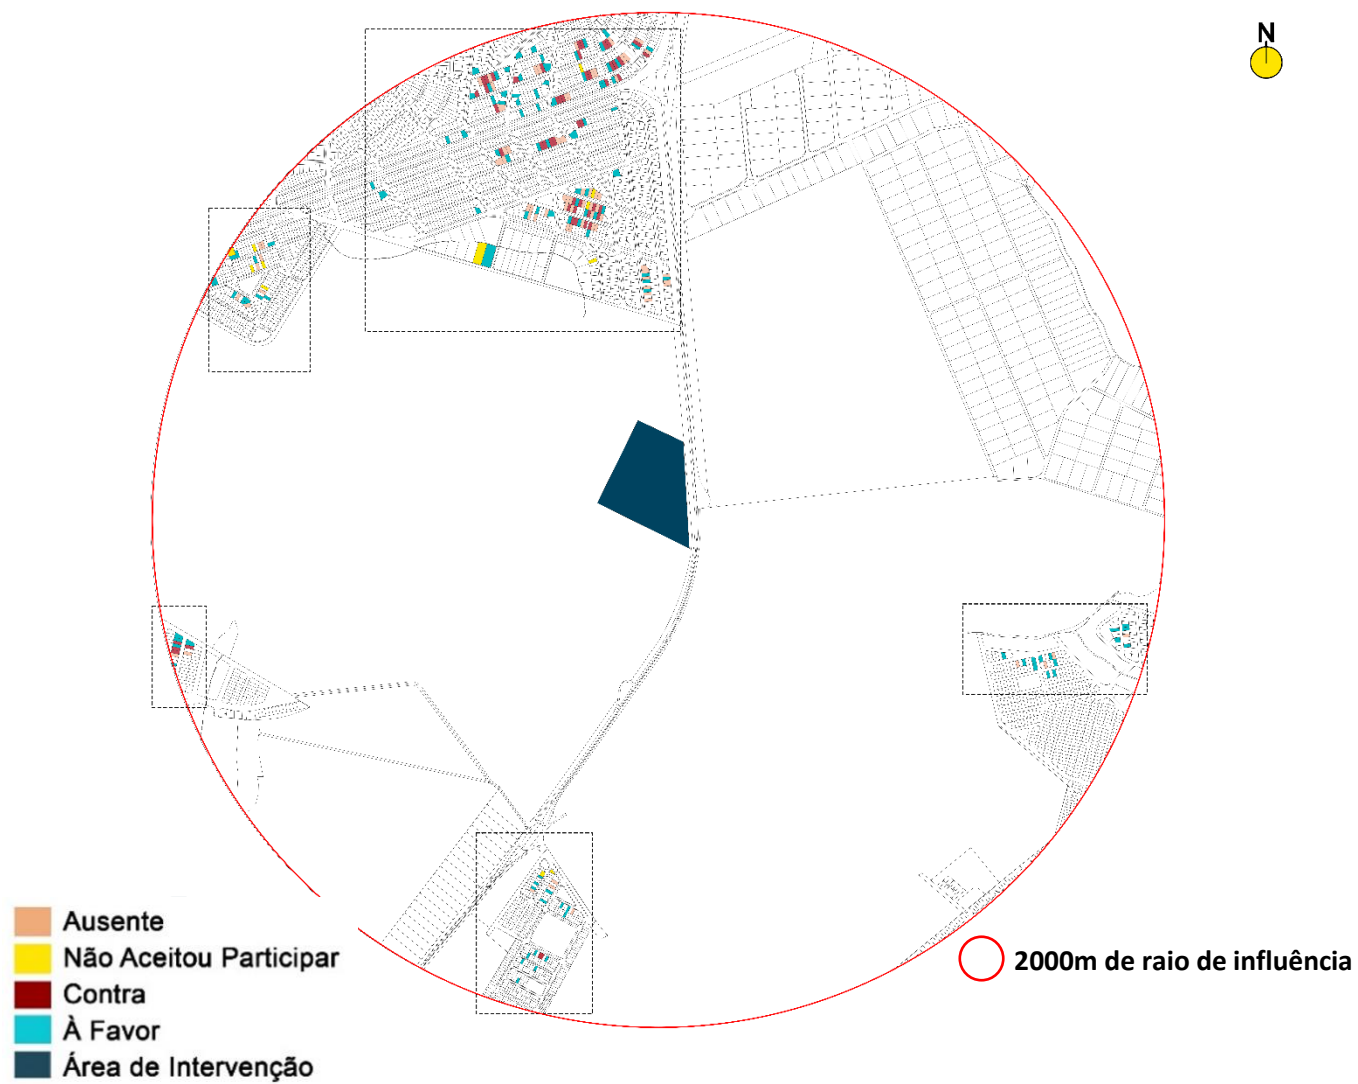 N
Ausente
Não Aceitou Participar
Contra
À Favor
Área de Intervenção
2000m de raio de influência